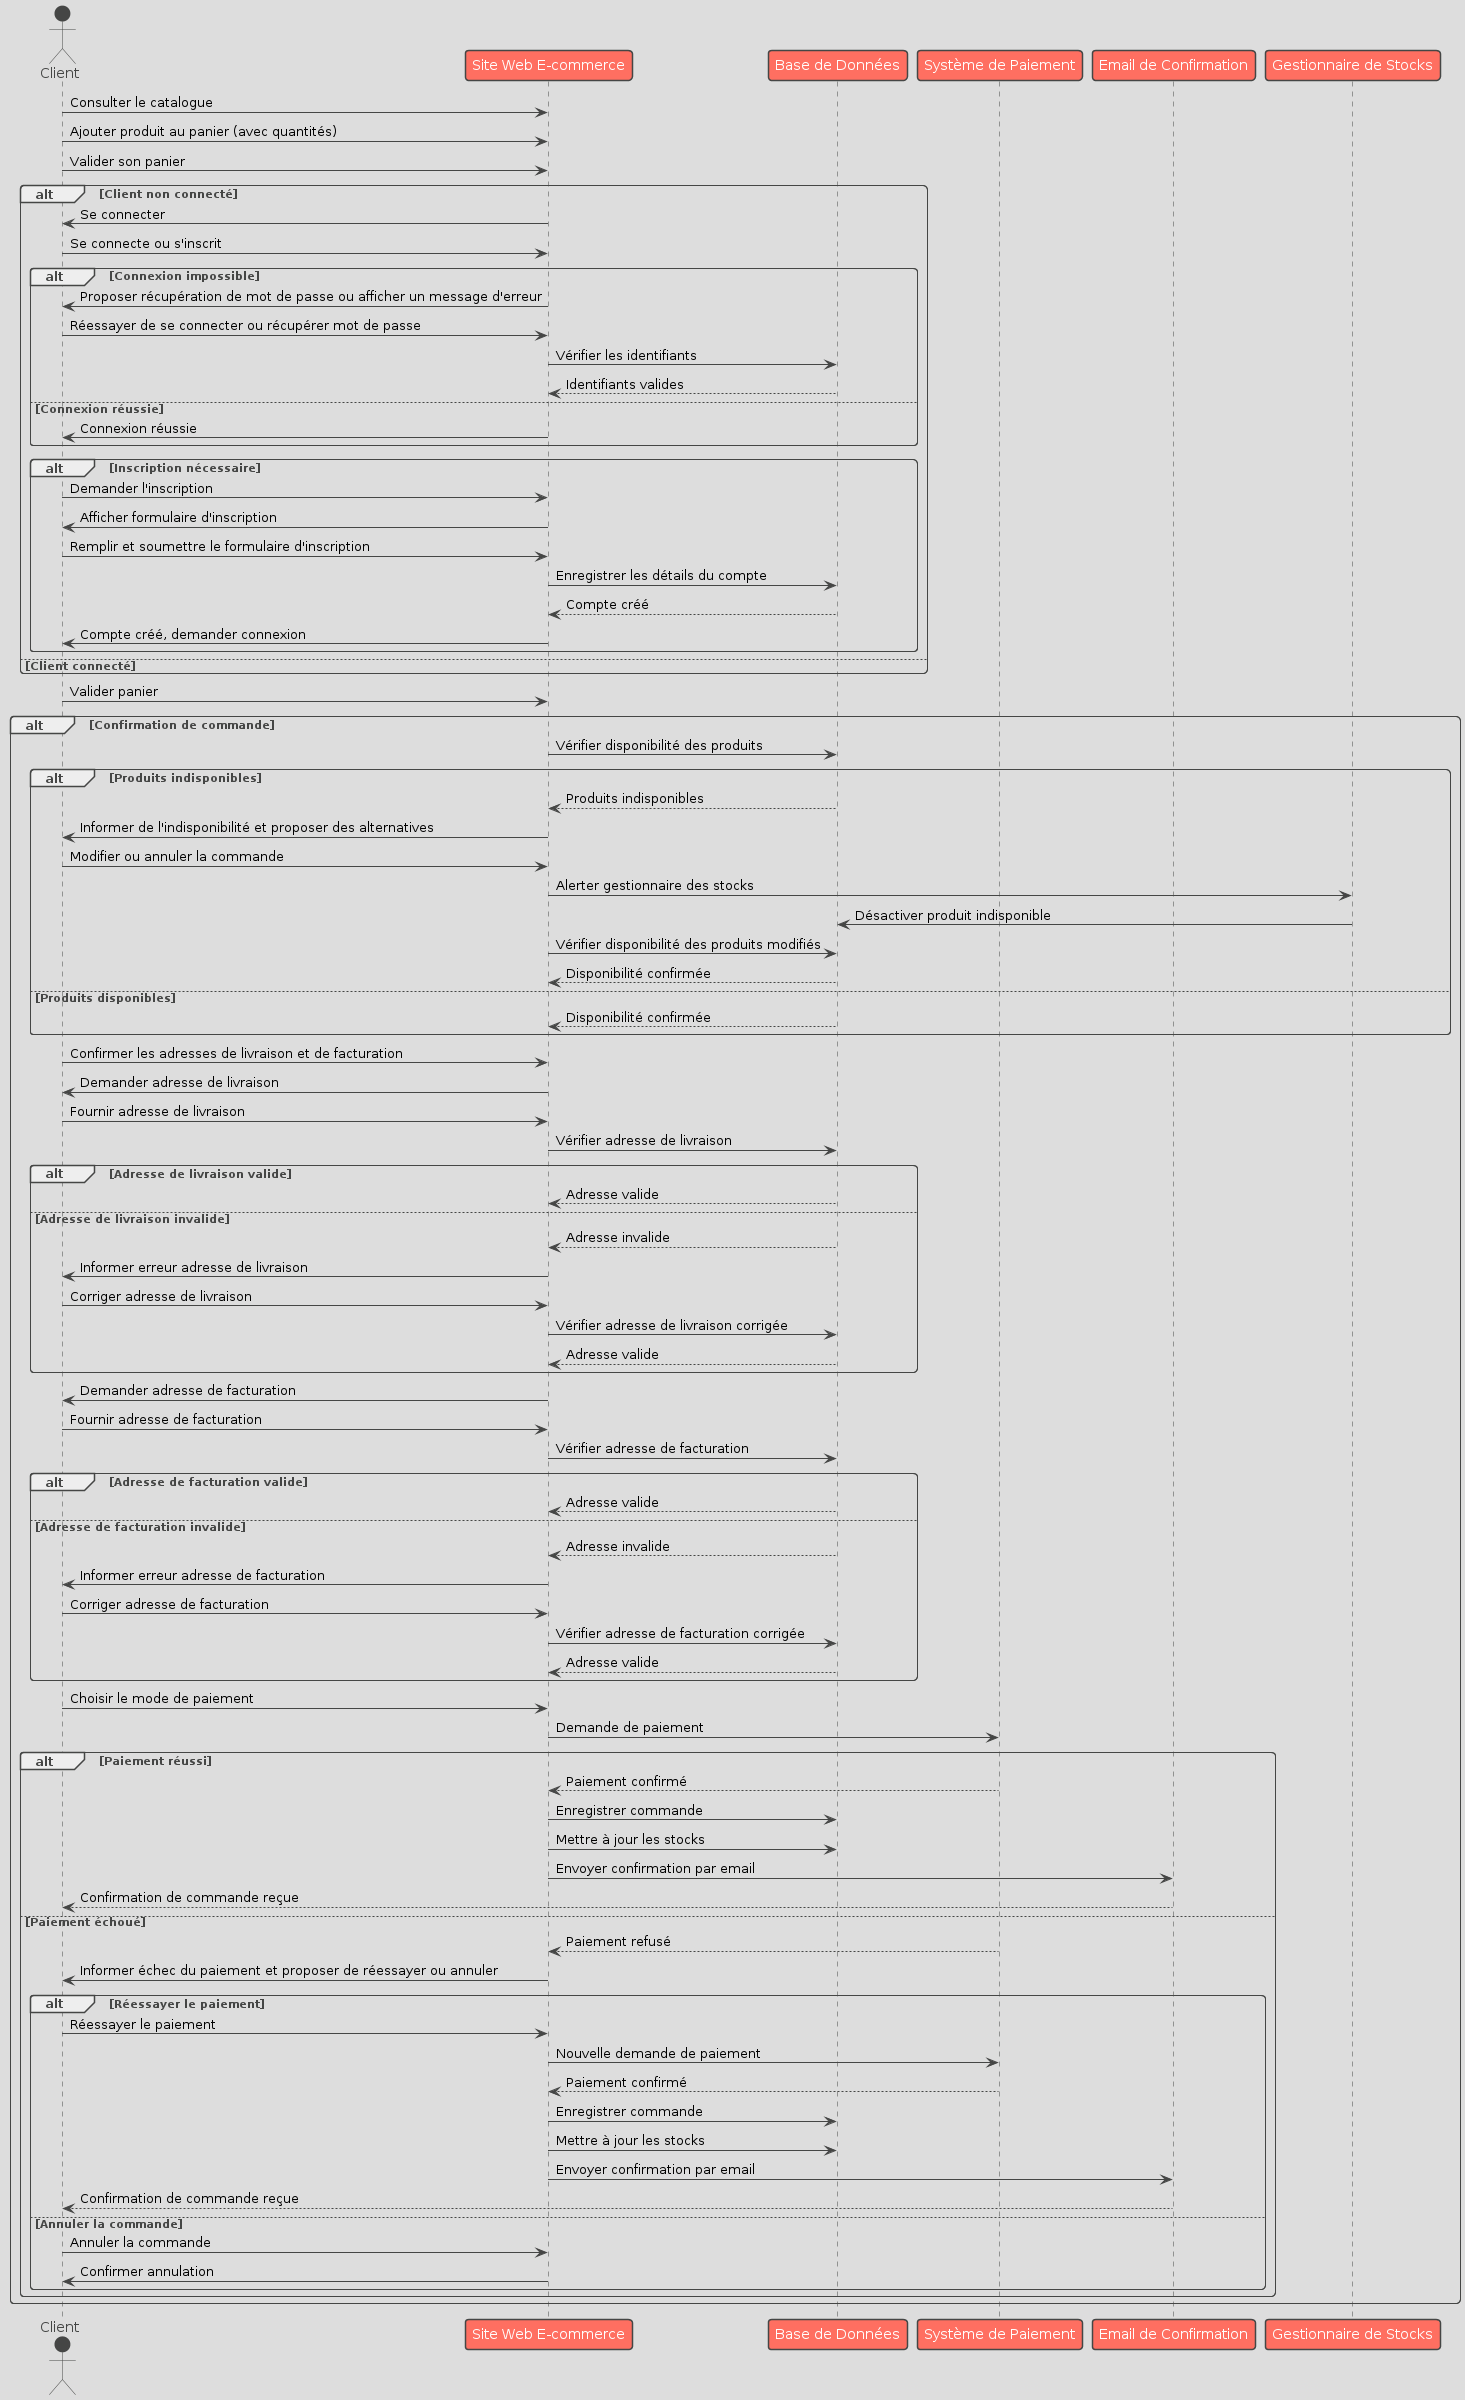 Client
Site Web E-commerce
Base de Données
Système de Paiement
Email de Confirmation
Gestionnaire de Stocks
Consulter le catalogue
Ajouter produit au panier (avec quantités)
Valider son panier
alt [Client non connecté]
Se connecter
Se connecte ou s'inscrit
alt [Connexion impossible]
Proposer récupération de mot de passe ou afficher un message d'erreur
Réessayer de se connecter ou récupérer mot de passe
Vérifier les identifiants
Identifiants valides
[Connexion réussie]
Connexion réussie
alt [Inscription nécessaire]
Demander l'inscription
Afficher formulaire d'inscription
Remplir et soumettre le formulaire d'inscription
Enregistrer les détails du compte
Compte créé
Compte créé, demander connexion
[Client connecté]
Valider panier
alt [Confirmation de commande]
Vérifier disponibilité des produits
alt [Produits indisponibles]
Produits indisponibles
Informer de l'indisponibilité et proposer des alternatives
Modifier ou annuler la commande
Alerter gestionnaire des stocks
Désactiver produit indisponible
Vérifier disponibilité des produits modifiés
Disponibilité confirmée
[Produits disponibles]
Disponibilité confirmée
Confirmer les adresses de livraison et de facturation
Demander adresse de livraison
Fournir adresse de livraison
Vérifier adresse de livraison
alt [Adresse de livraison valide]
Adresse valide
[Adresse de livraison invalide]
Adresse invalide
Informer erreur adresse de livraison
Corriger adresse de livraison
Vérifier adresse de livraison corrigée
Adresse valide
Demander adresse de facturation
Fournir adresse de facturation
Vérifier adresse de facturation
alt [Adresse de facturation valide]
Adresse valide
[Adresse de facturation invalide]
Adresse invalide
Informer erreur adresse de facturation
Corriger adresse de facturation
Vérifier adresse de facturation corrigée
Adresse valide
Choisir le mode de paiement
Demande de paiement
alt [Paiement réussi]
Paiement confirmé
Enregistrer commande
Mettre à jour les stocks
Envoyer confirmation par email
Confirmation de commande reçue
[Paiement échoué]
Paiement refusé
Informer échec du paiement et proposer de réessayer ou annuler
alt [Réessayer le paiement]
Réessayer le paiement
Nouvelle demande de paiement
Paiement confirmé
Enregistrer commande
Mettre à jour les stocks
Envoyer confirmation par email
Confirmation de commande reçue
[Annuler la commande]
Annuler la commande
Confirmer annulation
Client
Site Web E-commerce
Base de Données
Système de Paiement
Email de Confirmation
Gestionnaire de Stocks